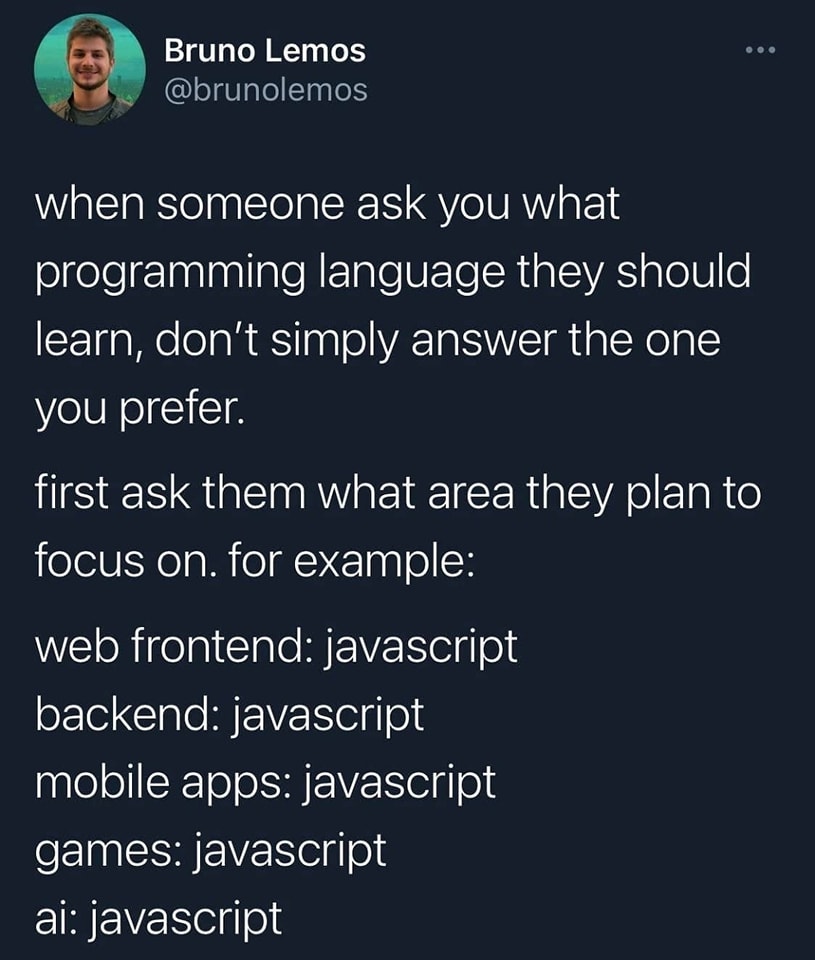 Bruno Lemos
@brunolemos
when someone ask you what
programming language they should
learn, don’t simply answer the one
you prefer.
first ask them what area they plan to
focus on. for example:
web frontend: javascript
backend: javascript
mobile apps: javascript
games: javascript
ai: javascript